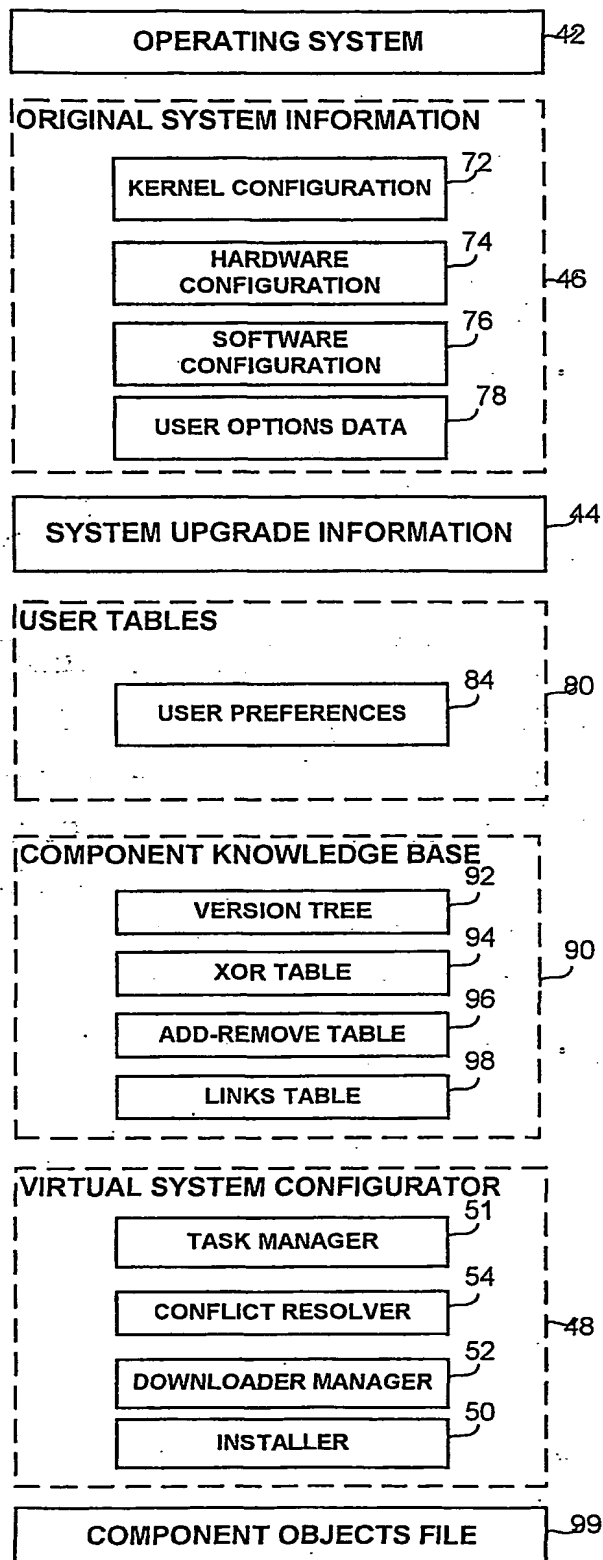 OPERATING SYSTEM 42
ORIGINAL SYSTEM INFORMATION
72
KERNEL CONFIGURATION
74
HARDWARE
CONFIGURATION
46
76
SOFTWARE
CONFIGURATION
78
USER OPTIONS DATA
SYSTEM UPGRADE INFORMATION 44
USER TABLES
84
USER PREFERENCES
80
COMPONENT KNOWLEDGE BASE
92
VERSION TREE
94
XOR TABLE
90
96
ADD-REMOVE TABLE
98
LINKS TABLE
VIRTUAL SYSTEM CONFIGURATOR
51
TASK MANAGER
54
CONFLICT RESOLVER
48
52
DOWNLOADER MANAGER
50
INSTALLER
COMPONENT OBJECTS FILE 99